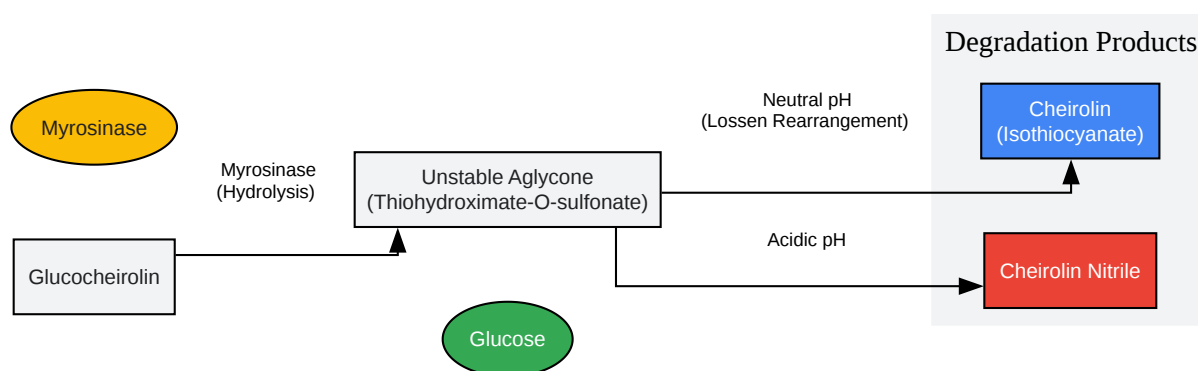 Degradation Products
Myrosinase
Neutral pH
(Lossen Rearrangement)
Cheirolin
(Isothiocyanate)
Myrosinase
(Hydrolysis)
Unstable Aglycone
(Thiohydroximate-O-sulfonate)
Acidic pH
Glucocheirolin
Cheirolin Nitrile
Glucose